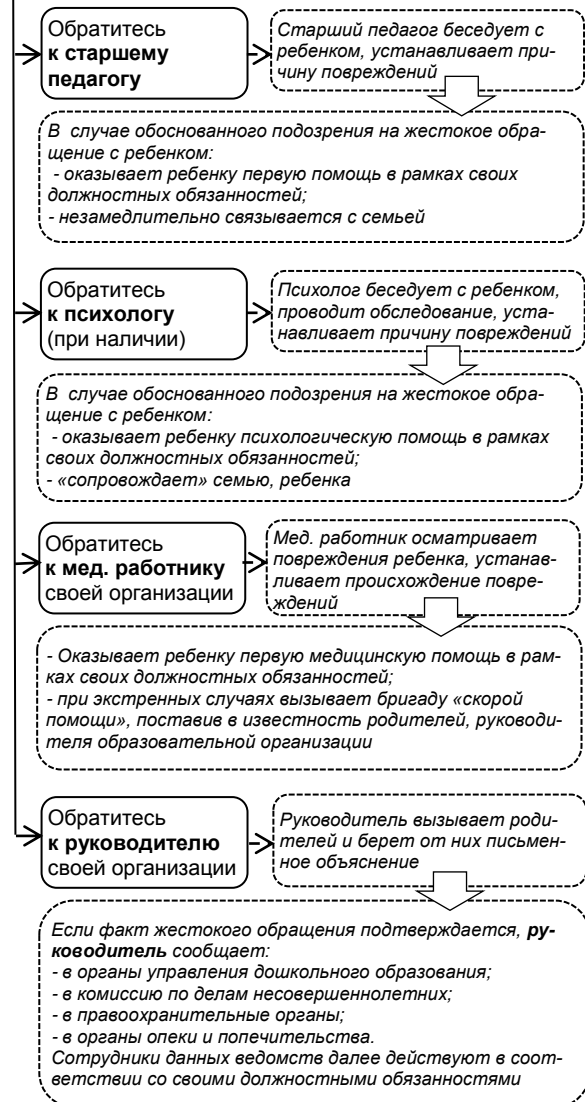 Обратитесь
к старшему
педагогу
Старший педагог беседует с
ребенком, устанавливает при-
чину повреждений
В  случае обоснованного подозрения на жестокое обра-
щение с ребенком:
- оказывает ребенку первую помощь в рамках своих
должностных обязанностей;
- незамедлительно связывается с семьей
Обратитесь
к психологу
(при наличии)
Психолог беседует с ребенком,
проводит обследование, уста-
навливает причину повреждений
В  случае обоснованного подозрения на жестокое обра-
щение с ребенком:
- оказывает ребенку психологическую помощь в рамках
своих должностных обязанностей;
- «сопровождает» семью, ребенка
Обратитесь
к мед. работнику
своей организации
Мед. работник осматривает
повреждения ребенка, устанав-
ливает происхождение повре-
ждений
- Оказывает ребенку первую медицинскую помощь в рам-
ках своих должностных обязанностей;
- при экстренных случаях вызывает бригаду «скорой
помощи», поставив в известность родителей, руководи-
теля образовательной организации
Обратитесь
к руководителю
своей организации
Руководитель вызывает роди-
телей и берет от них письмен-
ное объяснение
Если факт жестокого обращения подтверждается, ру-
ководитель сообщает:
- в органы управления дошкольного образования;
- в комиссию по делам несовершеннолетних;
- в правоохранительные органы;
- в органы опеки и попечительства.
Сотрудники данных ведомств далее действуют в соот-
ветствии со своими должностными обязанностями